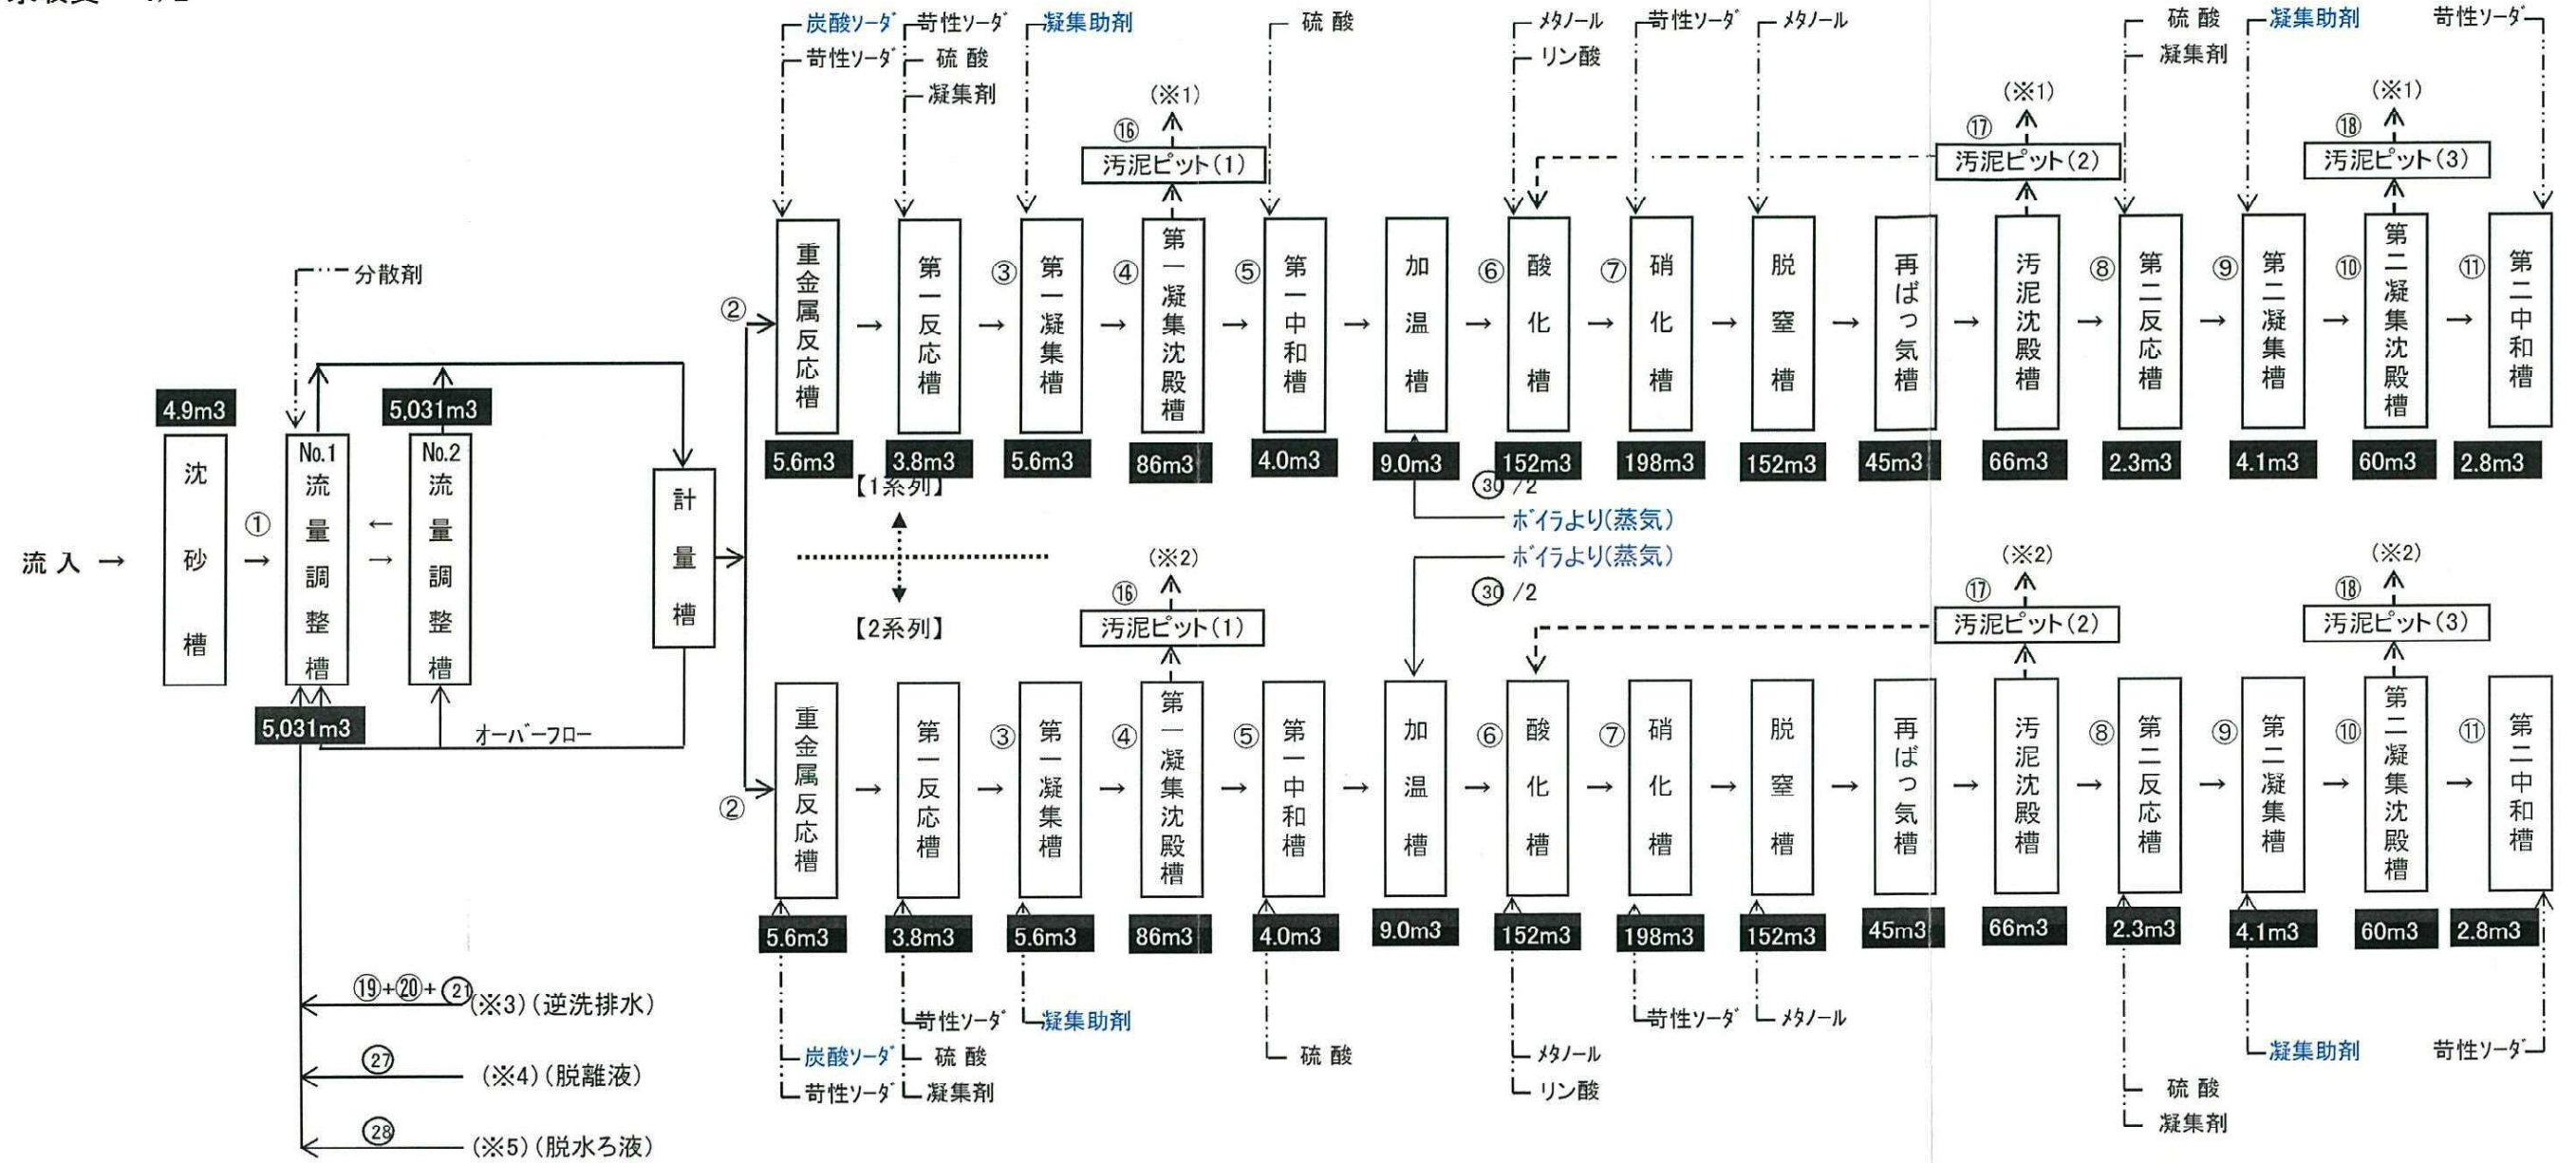 炭酸ソーダ 苛性ソーダ 凝集助剤 硫酸 メタノール 苛性ソーダ メタノール 硫酸 凝集助剤 苛性ソーダ
苛性ソーダ 硫酸 リン酸 凝集剤
凝集剤
(※1) (※1) (※1)
⑯ ⑰ ⑱
汚泥ピット(1) 汚泥ピット(2) 汚泥ピット(3)
分散剤
②
重金属反応槽
第一反応槽
③
第一凝集槽
④
第一凝集沈殿槽
⑤
第一中和槽
加温槽
⑥
酸化槽
⑦
硝化槽
脱窒槽
再ばっ気槽
汚泥沈殿槽
⑧
第二反応槽
⑨
第二凝集槽
⑩
第二凝集沈殿槽
⑪
第二中和槽
5.6m3 3.8m3 5.6m3 86m3 4.0m3 9.0m3 152m3 198m3 152m3 45m3 66m3 2.3m3 4.1m3 60m3 2.8m3
4.9m3 5,031m3
流入 →
沈砂槽
①
No.1
流量調整槽
No.2
流量調整槽
計量槽
5,031m3
オーバーフロー
【1系列】
㉚/2
ボイラより(蒸気)
ボイラより(蒸気)
㉚/2
【2系列】
(※2) (※2) (※2)
⑯ ⑰ ⑱
汚泥ピット(1) 汚泥ピット(2) 汚泥ピット(3)
②
重金属反応槽
第一反応槽
③
第一凝集槽
④
第一凝集沈殿槽
⑤
第一中和槽
加温槽
⑥
酸化槽
⑦
硝化槽
脱窒槽
再ばっ気槽
汚泥沈殿槽
⑧
第二反応槽
⑨
第二凝集槽
⑩
第二凝集沈殿槽
⑪
第二中和槽
5.6m3 3.8m3 5.6m3 86m3 4.0m3 9.0m3 152m3 198m3 152m3 45m3 66m3 2.3m3 4.1m3 60m3 2.8m3
苛性ソーダ 凝集助剤 苛性ソーダ メタノール
炭酸ソーダ 硫酸 硫酸 メタノール 凝集助剤 苛性ソーダ
苛性ソーダ 凝集剤 リン酸 硫酸
凝集剤
⑲+⑳+㉑ (※3)(逆洗排水)
㉗ (※4)(脱離液)
㉘ (※5)(脱水ろ液)